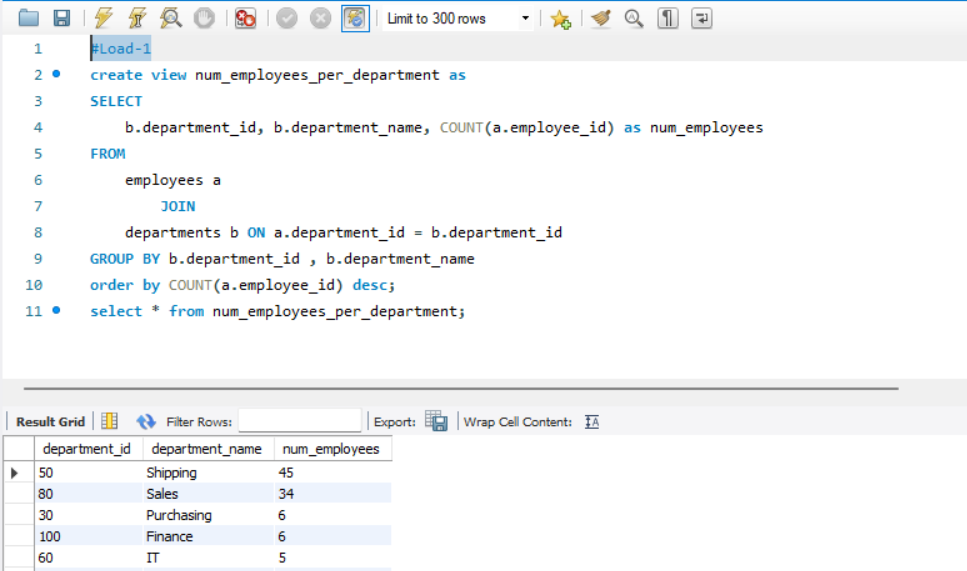 Limit to 300 rows
1 #Load-1
2 create view num_employees_per_department as
3 SELECT
4 b.department_id, b.department_name, COUNT(a.employee_id) as num_employees
5 FROM
6 employees a
7 JOIN
8 departments b ON a.department_id = b.department_id
9 GROUP BY b.department_id , b.department_name
10 order by COUNT(a.employee_id) desc;
11 select * from num_employees_per_department;
Result Grid Filter Rows: Export: Wrap Cell Content: IA
department_id department_name num_employees
50 Shipping 45
80 Sales 34
30 Purchasing 6
100 Finance 6
60 IT 5